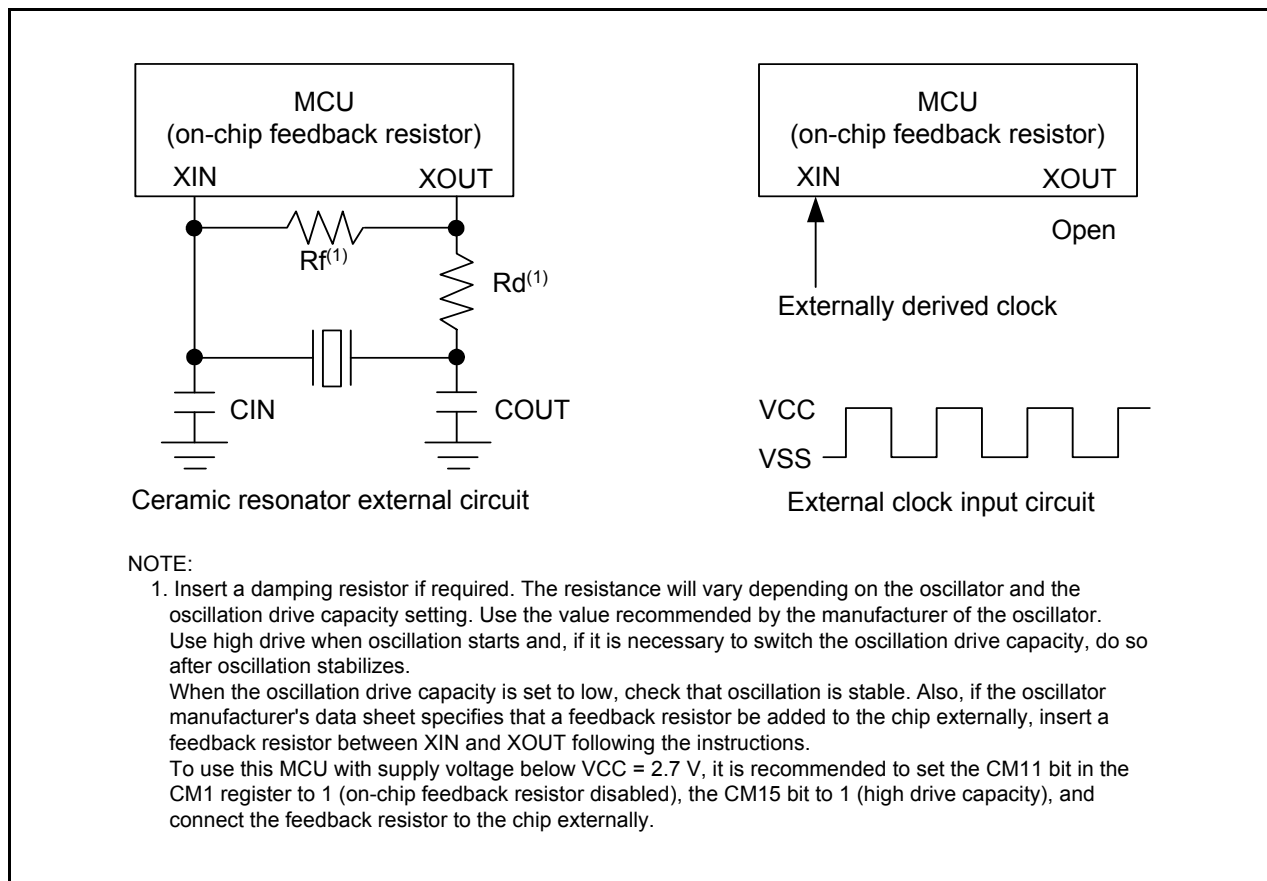 MCU
(on-chip feedback resistor)
XIN XOUT
Rf(1)
Rd(1)
CIN
COUT
Ceramic resonator external circuit
MCU
(on-chip feedback resistor)
XIN XOUT
Open
Externally derived clock
VCC
VSS
External clock input circuit
NOTE:
1. Insert a damping resistor if required. The resistance will vary depending on the oscillator and the
oscillation drive capacity setting. Use the value recommended by the manufacturer of the oscillator.
Use high drive when oscillation starts and, if it is necessary to switch the oscillation drive capacity, do so
after oscillation stabilizes.
When the oscillation drive capacity is set to low, check that oscillation is stable. Also, if the oscillator
manufacturer's data sheet specifies that a feedback resistor be added to the chip externally, insert a
feedback resistor between XIN and XOUT following the instructions.
To use this MCU with supply voltage below VCC = 2.7 V, it is recommended to set the CM11 bit in the
CM1 register to 1 (on-chip feedback resistor disabled), the CM15 bit to 1 (high drive capacity), and
connect the feedback resistor to the chip externally.